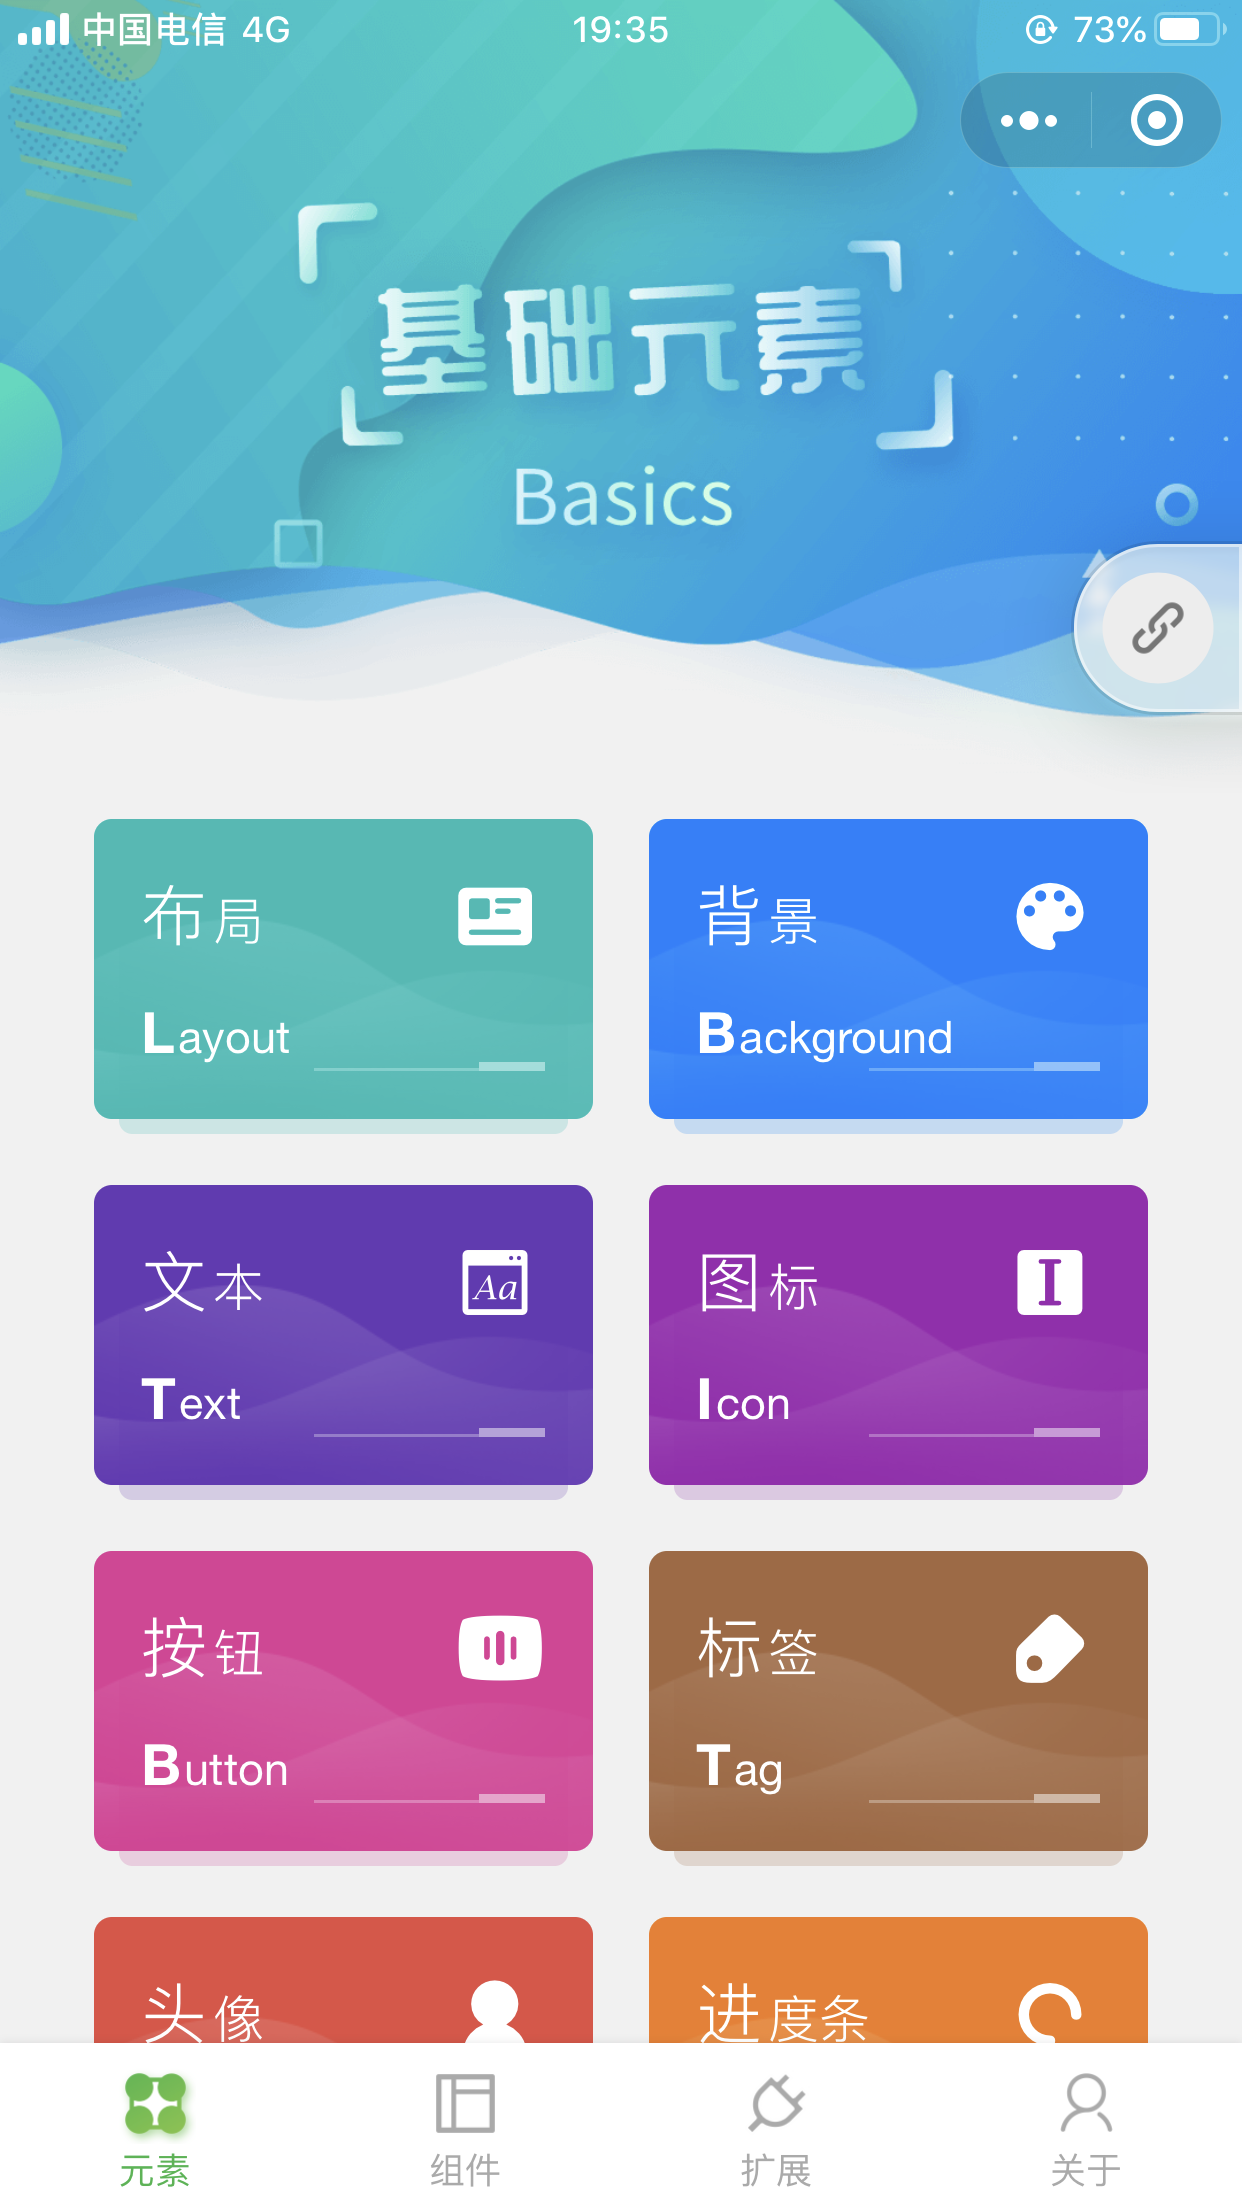 中国电信 4G 19:35 73%
基础元素
Basics
布局
Layout
背景
Background
文本
Aa
Text
图标
I
Icon
按钮
Button
标签
Tag
头像
进度条
元素 组件 扩展 关于